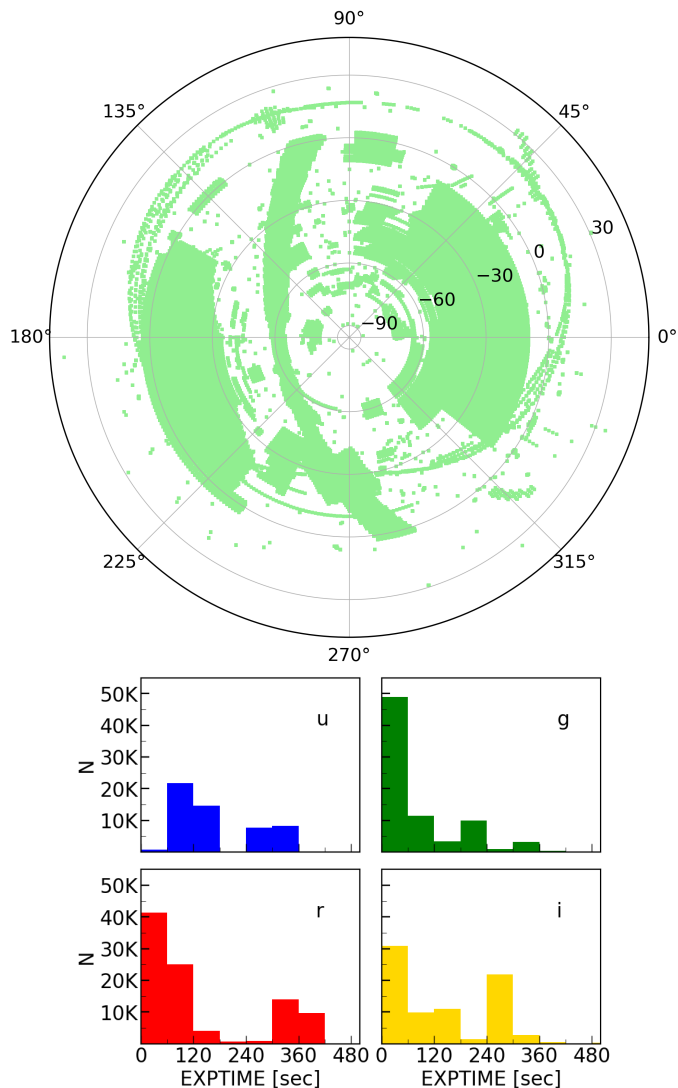 90°
135° 45°
30
0
−30
−60
−90
180° 0°
225° 315°
270°
50K u g
40K
30K
N
20K
10K
50K r i
40K
30K
N
20K
10K
0 120 240 360 480 0 120 240 360 480
EXPTIME [sec] EXPTIME [sec]